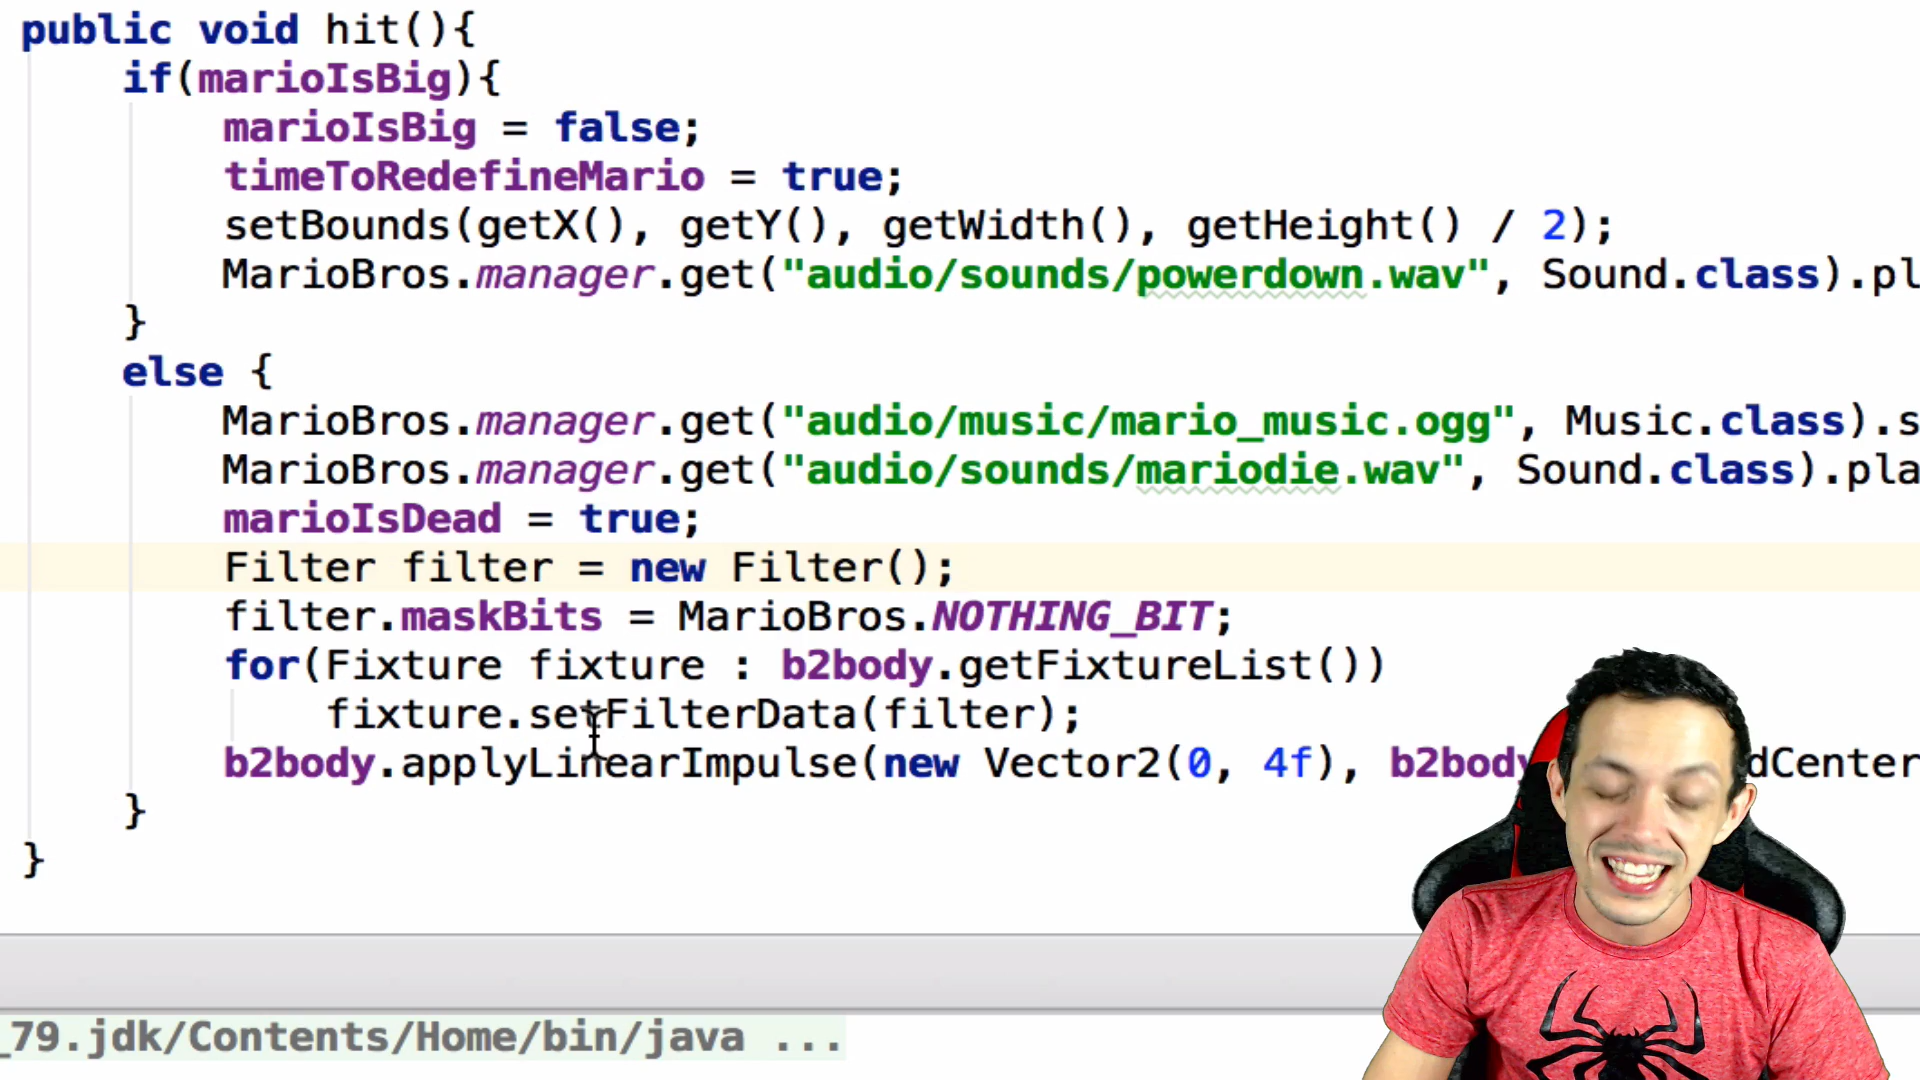 public void hit(){
if(marioIsBig){
marioIsBig = false;
timeToRedefineMario = true;
setBounds(getX(), getY(), getWidth(), getHeight() / 2);
MarioBros.manager.get("audio/sounds/powerdown.wav", Sound.class).pl
}
else {
MarioBros.manager.get("audio/music/mario_music.ogg", Music.class).s
MarioBros.manager.get("audio/sounds/mariodie.wav", Sound.class).pla
marioIsDead = true;
Filter filter = new Filter();
filter.maskBits = MarioBros.NOTHING_BIT;
for(Fixture fixture : b2body.getFixtureList())
fixture.setFilterData(filter);
b2body.applyLinearImpulse(new Vector2(0, 4f), b2body dCenter
}
}
_79.jdk/Contents/Home/bin/java ...